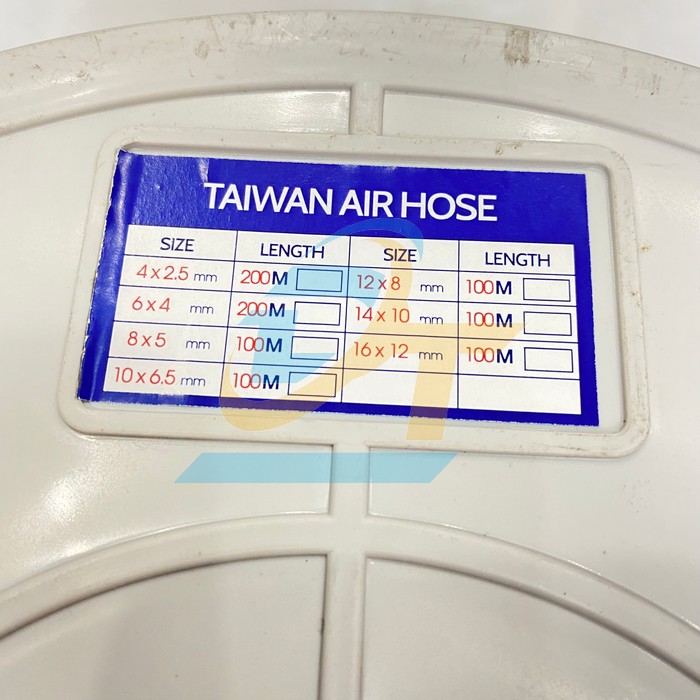 TAIWAN AIR HOSE
SIZE LENGTH SIZE LENGTH
4 x 2.5 mm 200M 12 x 8 mm 100M
6 x 4 mm 200M 14 x 10 mm 100M
8 x 5 mm 100M 16 x 12 mm 100M
10 x 6.5 mm 100M